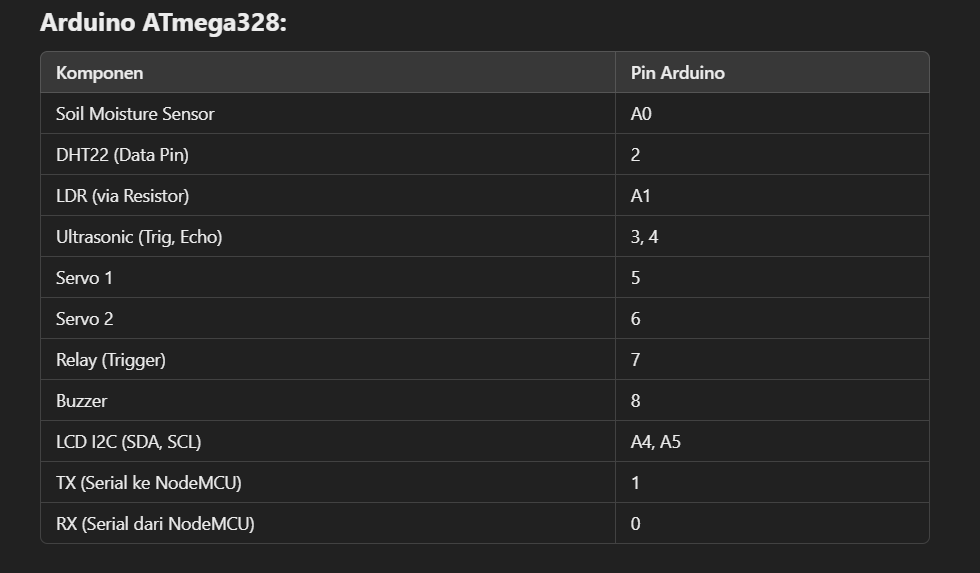 Arduino ATmega328:
Komponen Pin Arduino
Soil Moisture Sensor A0
DHT22 (Data Pin) 2
LDR (via Resistor) A1
Ultrasonic (Trig, Echo) 3, 4
Servo 1 5
Servo 2 6
Relay (Trigger) 7
Buzzer 8
LCD I2C (SDA, SCL) A4, A5
TX (Serial ke NodeMCU) 1
RX (Serial dari NodeMCU) 0